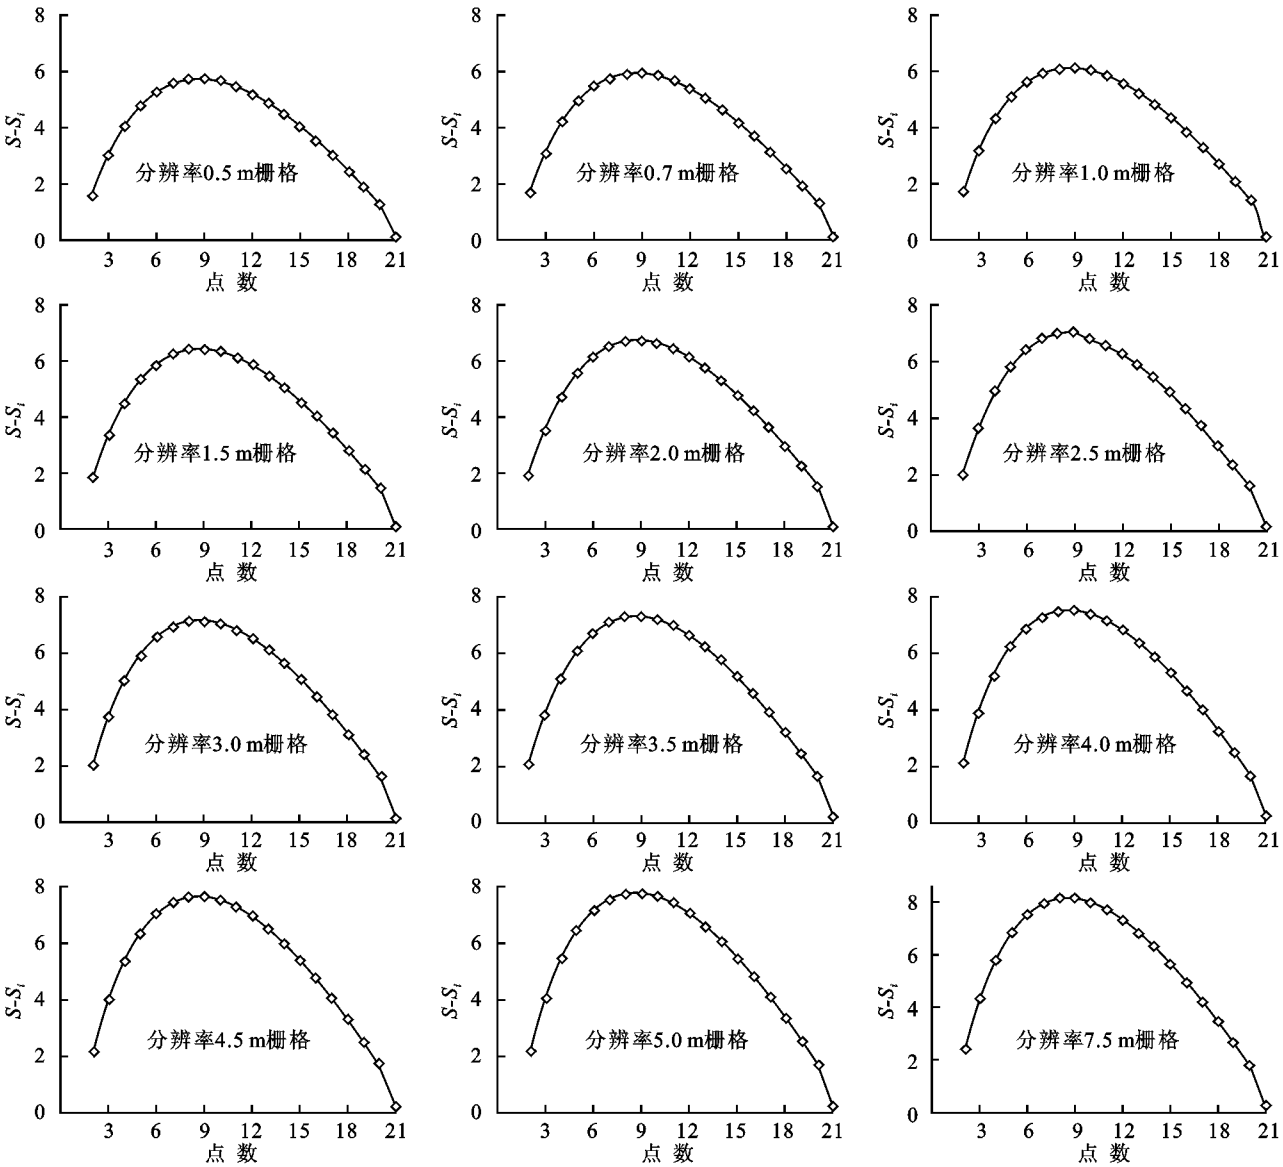 8
6
4
2
0
S-Sᵢ
分辨率0.5 m栅格
3 6 9 12 15 18 21
点 数
8
6
4
2
0
S-Sᵢ
分辨率0.7 m栅格
3 6 9 12 15 18 21
点 数
8
6
4
2
0
S-Sᵢ
分辨率1.0 m栅格
3 6 9 12 15 18 21
点 数
8
6
4
2
0
S-Sᵢ
分辨率1.5 m栅格
3 6 9 12 15 18 21
点 数
8
6
4
2
0
S-Sᵢ
分辨率2.0 m栅格
3 6 9 12 15 18 21
点 数
8
6
4
2
0
S-Sᵢ
分辨率2.5 m栅格
3 6 9 12 15 18 21
点 数
8
6
4
2
0
S-Sᵢ
分辨率3.0 m栅格
3 6 9 12 15 18 21
点 数
8
6
4
2
0
S-Sᵢ
分辨率3.5 m栅格
3 6 9 12 15 18 21
点 数
8
6
4
2
0
S-Sᵢ
分辨率4.0 m栅格
3 6 9 12 15 18 21
点 数
8
6
4
2
0
S-Sᵢ
分辨率4.5 m栅格
3 6 9 12 15 18 21
点 数
8
6
4
2
0
S-Sᵢ
分辨率5.0 m栅格
3 6 9 12 15 18 21
点 数
8
6
4
2
0
S-Sᵢ
分辨率7.5 m栅格
3 6 9 12 15 18 21
点 数